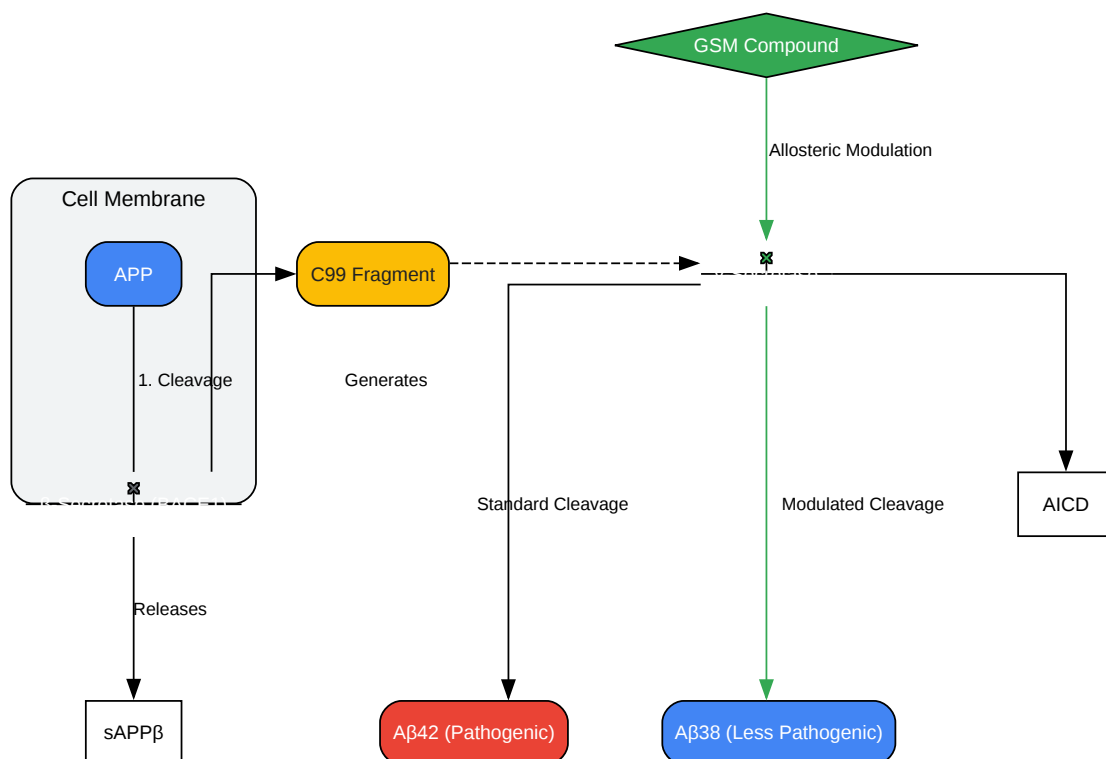 GSM Compound
Allosteric Modulation
Cell Membrane
APP
C99 Fragment
1. Cleavage
Generates
Standard Cleavage
Modulated Cleavage
AICD
Releases
sAPPβ
Aβ42 (Pathogenic)
Aβ38 (Less Pathogenic)